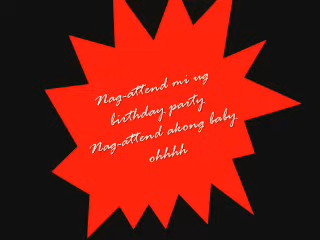 Nag-attend mi ug
birthday party
Nag-attend akong baby
ohhhh